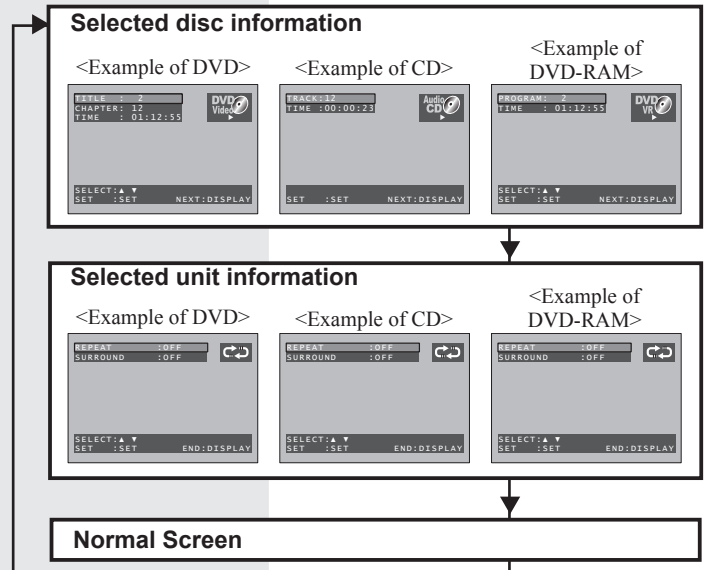 Selected disc information
<Example of DVD>
TITLE : 2
CHAPTER: 12
TIME : 01:12:55
DVD
Video
SELECT:▲ ▼
SET :SET NEXT:DISPLAY
<Example of CD>
TRACK:12
TIME :00:00:23
Audio
CD
SET :SET NEXT:DISPLAY
<Example of
DVD-RAM>
PROGRAM: 2
TIME : 01:12:55
DVD
VR
SELECT:▲ ▼
SET :SET NEXT:DISPLAY
Selected unit information
<Example of DVD>
REPEAT :OFF
SURROUND :OFF
SELECT:▲ ▼
SET :SET END:DISPLAY
<Example of CD>
REPEAT :OFF
SURROUND :OFF
SELECT:▲ ▼
SET :SET END:DISPLAY
<Example of
DVD-RAM>
REPEAT :OFF
SURROUND :OFF
SELECT:▲ ▼
SET :SET END:DISPLAY
Normal Screen